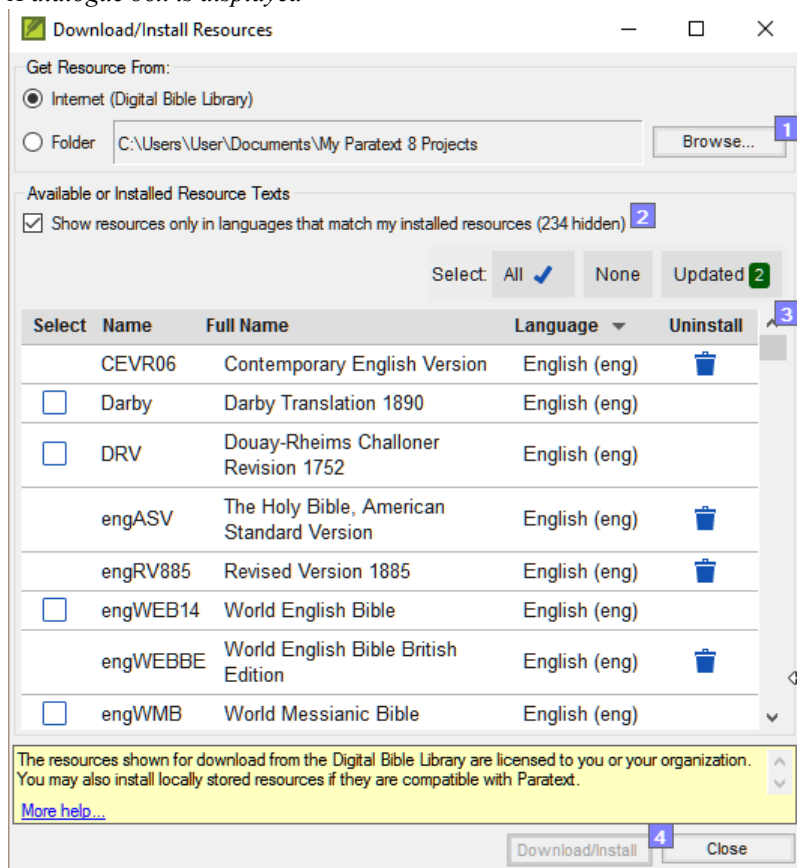 Download/Install Resources
Get Resource From:
Internet (Digital Bible Library)
Folder C:\Users\User\Documents\My Paratext 8 Projects Browse... 1
Available or Installed Resource Texts
Show resources only in languages that match my installed resources (234 hidden) 2
Select: All None Updated 2
3
Select Name Full Name Language Uninstall
CEVR06 Contemporary English Version English (eng)
Darby Darby Translation 1890 English (eng)
DRV Douay-Rheims Challoner Revision 1752 English (eng)
engASV The Holy Bible, American Standard Version English (eng)
engRV885 Revised Version 1885 English (eng)
engWEB14 World English Bible English (eng)
engWEBBE World English Bible British Edition English (eng)
engWMB World Messianic Bible English (eng)
The resources shown for download from the Digital Bible Library are licensed to you or your organization.
You may also install locally stored resources if they are compatible with Paratext.
More help...
Download/Install 4 Close